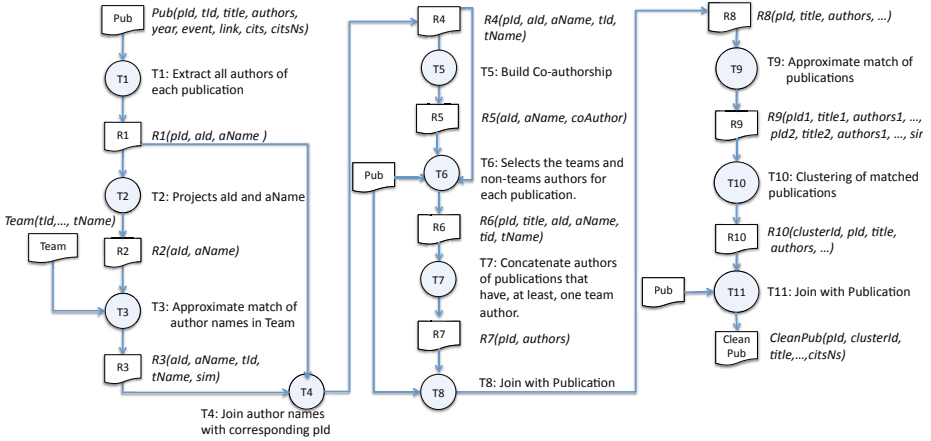 Pub
Pub(pId, tId, title, authors,
year, event, link, cits, citsNs)
T1
T1: Extract all authors of
each publication
R1
R1(pId, aId, aName )
T2
T2: Projects aId and aName
Team(tId,..., tName)
Team
R2
R2(aId, aName)
T3
T3: Approximate match of
author names in Team
R3
R3(aId, aName, tId,
tName, sim)
T4
T4: Join author names
with corresponding pId
R4
R4(pId, aId, aName, tId,
tName)
T5
T5: Build Co-authorship
R5
R5(aId, aName, coAuthor)
Pub
T6
T6: Selects the teams and
non-teams authors for
each publication.
R6
R6(pId, title, aId, aName,
tid, tName)
T7
T7: Concatenate authors
of publications that
have, at least, one team
author.
R7
R7(pId, authors)
T8
T8: Join with Publication
R8
R8(pId, title, authors, ...)
T9
T9: Approximate match of
publications
R9
R9(pId1, title1, authors1, ...,
pId2, title2, authors1, ..., sim
T10
T10: Clustering of matched
publications
R10
R10(clusterId, pId, title,
authors, ...)
Pub
T11
T11: Join with Publication
Clean
Pub
CleanPub(pId, clusterId,
title,...,citsNs)